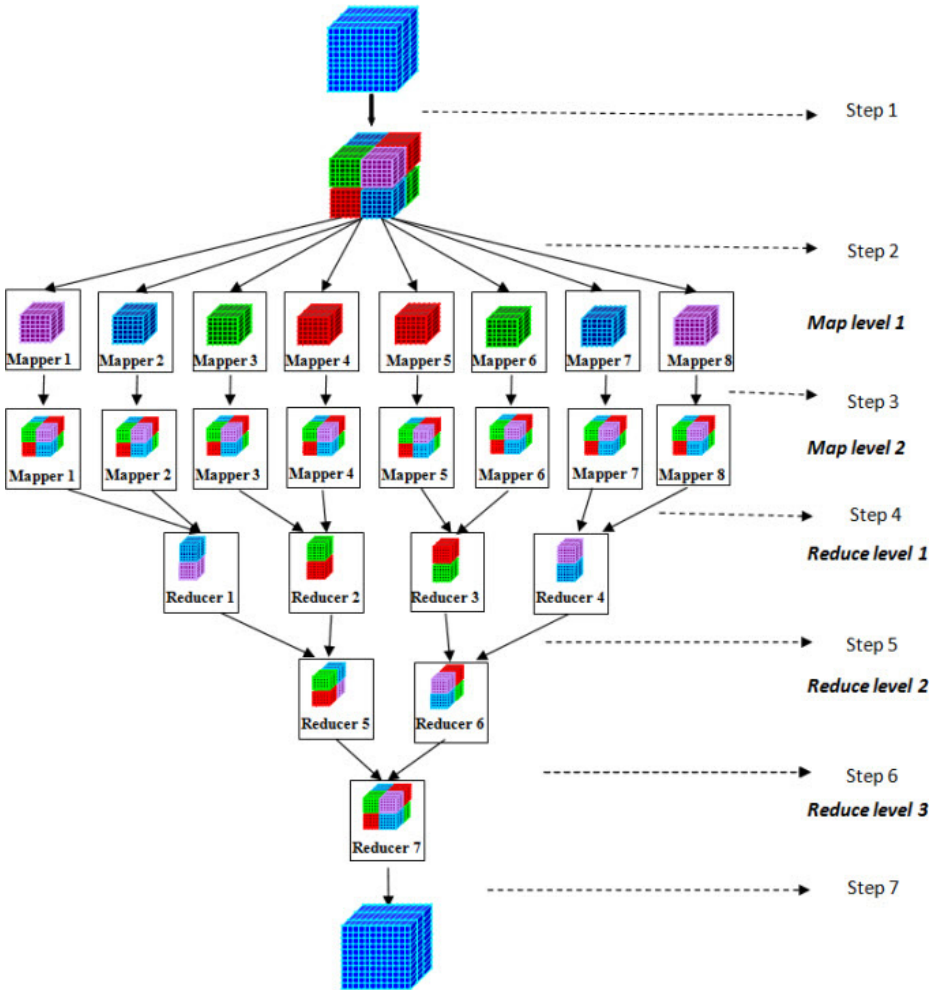 Step 1
Step 2
Mapper 1 Mapper 2 Mapper 3 Mapper 4 Mapper 5 Mapper 6 Mapper 7 Mapper 8
Map level 1
Step 3
Mapper 1 Mapper 2 Mapper 3 Mapper 4 Mapper 5 Mapper 6 Mapper 7 Mapper 8
Map level 2
Step 4
Reducer 1 Reducer 2 Reducer 3 Reducer 4
Reduce level 1
Step 5
Reducer 5 Reducer 6
Reduce level 2
Step 6
Reduce level 3
Reducer 7
Step 7